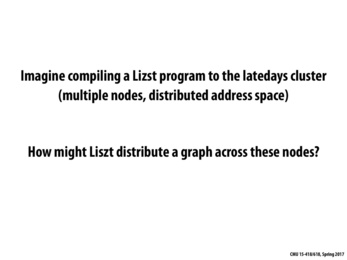 Imagine compiling a Lizst program to the latedays cluster
(multiple nodes, distributed address space)
How might Liszt distribute a graph across these nodes?
CMU 15-418/618, Spring 2017